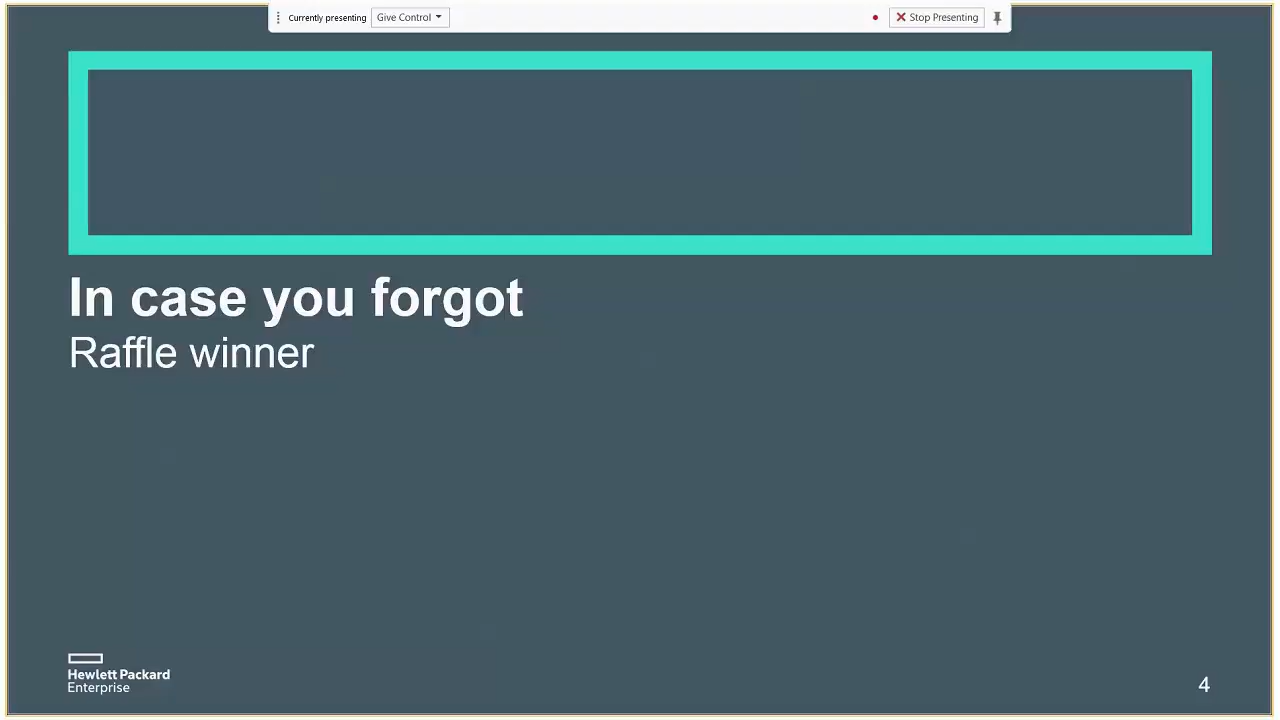 Currently presenting Give Control Stop Presenting
In case you forgot
Raffle winner
Hewlett Packard
Enterprise
4